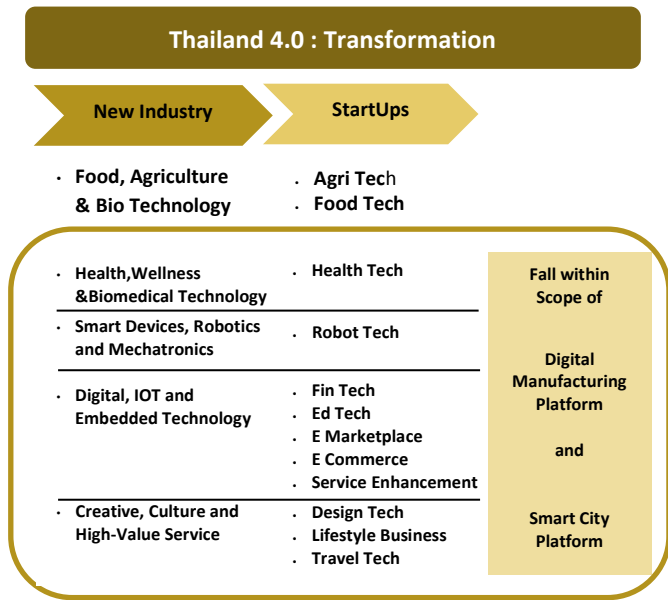 Thailand 4.0 : Transformation
New Industry
StartUps
• Food, Agriculture
& Bio Technology
• Agri Tech
• Food Tech
• Health,Wellness
&Biomedical Technology
• Health Tech
• Smart Devices, Robotics
and Mechatronics
• Robot Tech
• Digital, IOT and
Embedded Technology
• Fin Tech
• Ed Tech
• E Marketplace
• E Commerce
• Service Enhancement
• Creative, Culture and
High-Value Service
• Design Tech
• Lifestyle Business
• Travel Tech
Fall within
Scope of
Digital
Manufacturing
Platform
and
Smart City
Platform